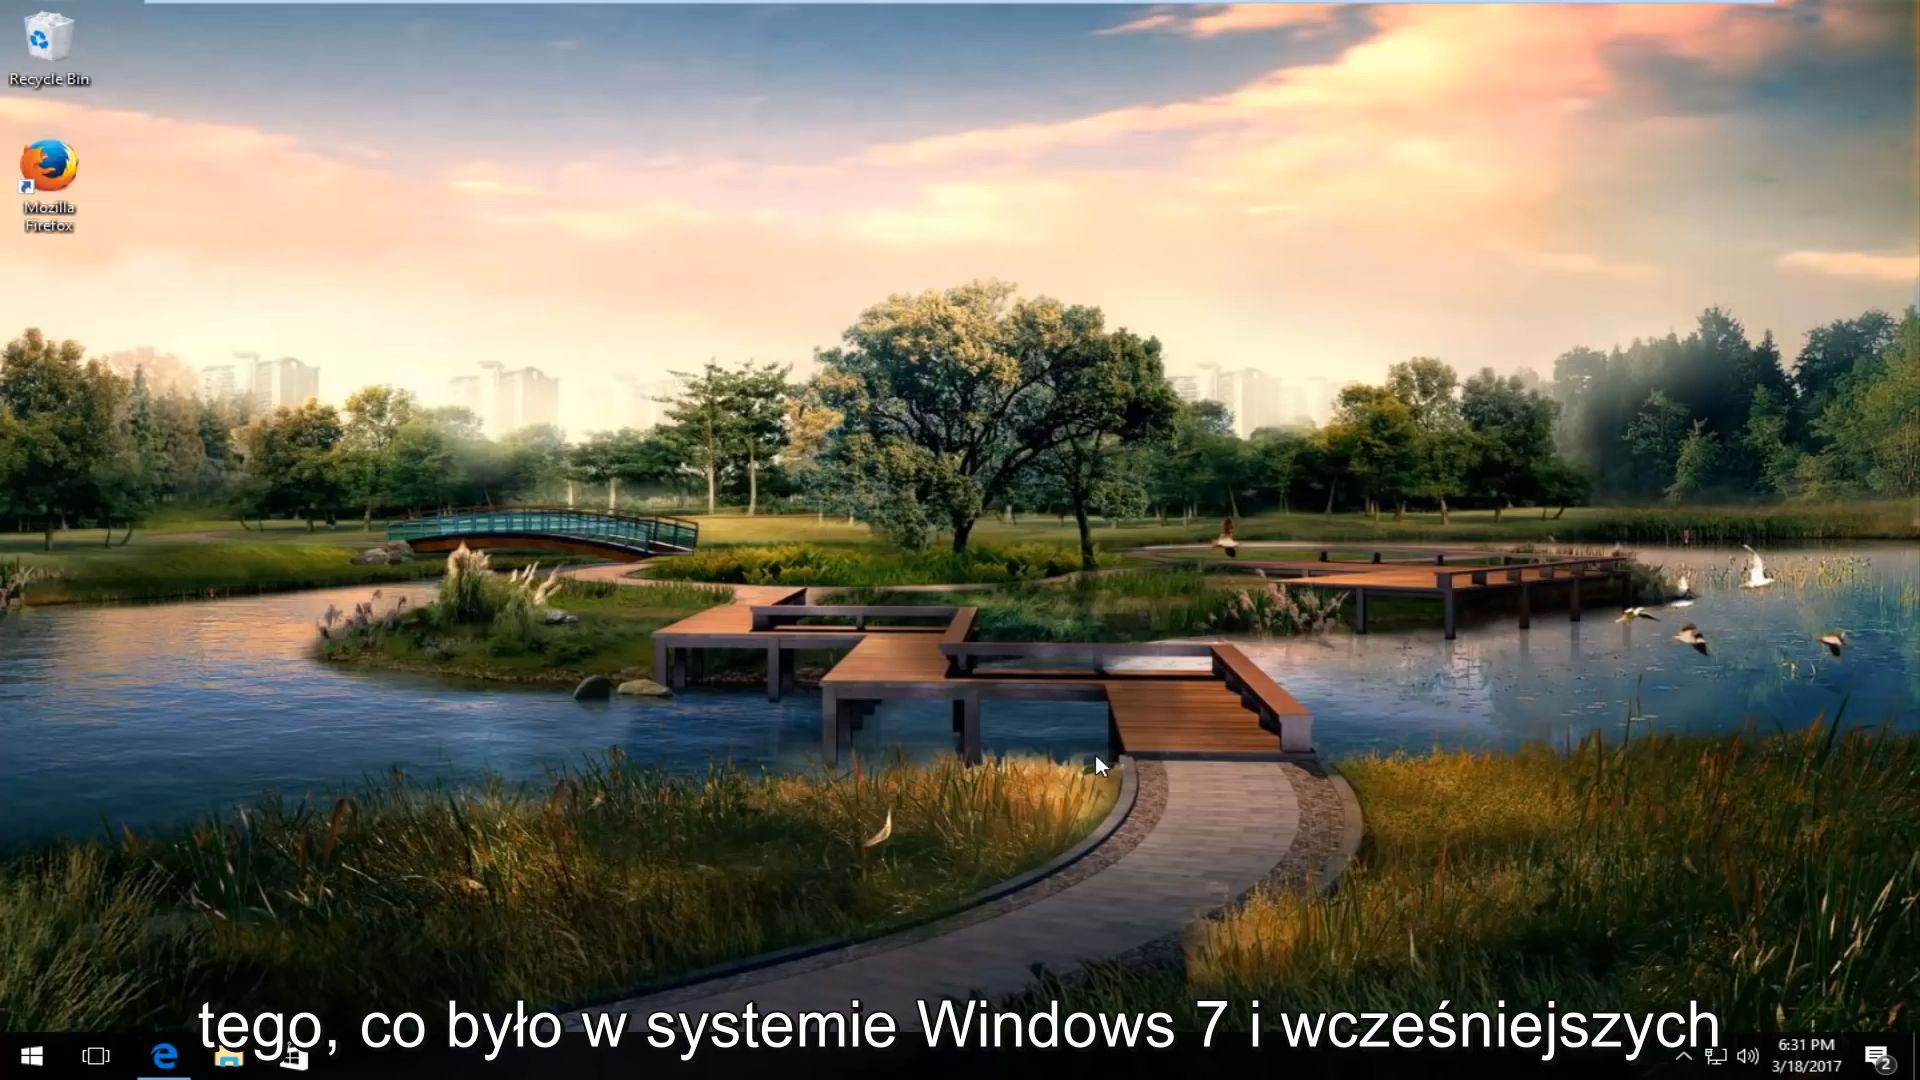 Recycle Bin
Mozilla
Firefox
tego, co było w systemie Windows 7 i wcześniejszych
6:31 PM
3/18/2017
2